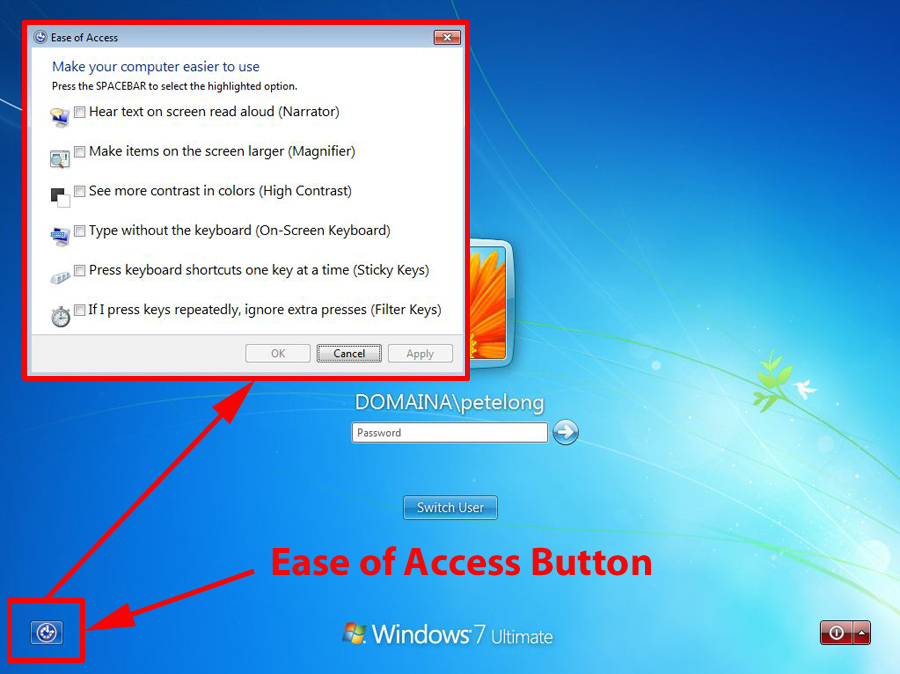 Ease of Access
Make your computer easier to use
Press the SPACEBAR to select the highlighted option.
Hear text on screen read aloud (Narrator)
Make items on the screen larger (Magnifier)
See more contrast in colors (High Contrast)
Type without the keyboard (On-Screen Keyboard)
Press keyboard shortcuts one key at a time (Sticky Keys)
If I press keys repeatedly, ignore extra presses (Filter Keys)
OK Cancel Apply
DOMAINA\petelong
Password
Switch User
Ease of Access Button
Windows 7 Ultimate